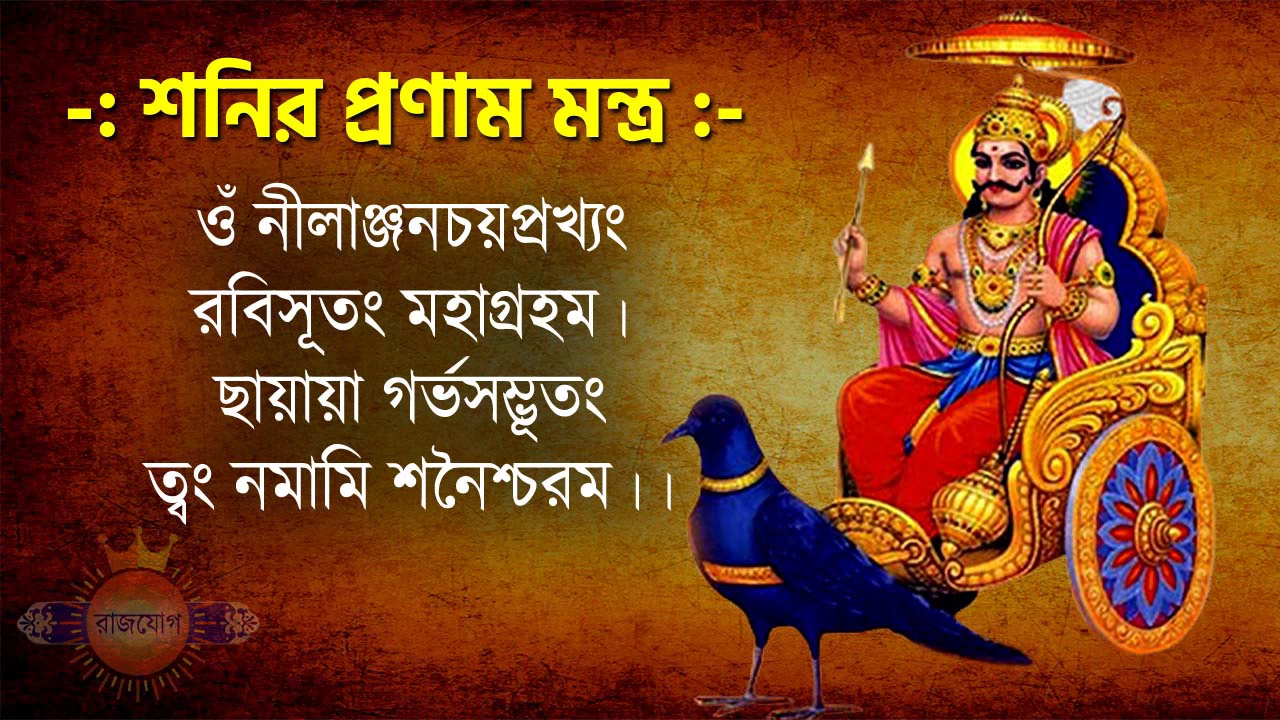 -: শনির প্রণাম মন্ত্র :-
ওঁ নীলাঞ্জনচয়প্রখ্যং
রবিসূতং মহাগ্রহম।
ছায়ায়া গর্ভসম্ভূতং
ত্বং নমামি শনৈশ্চরম।।
রাজযোগ